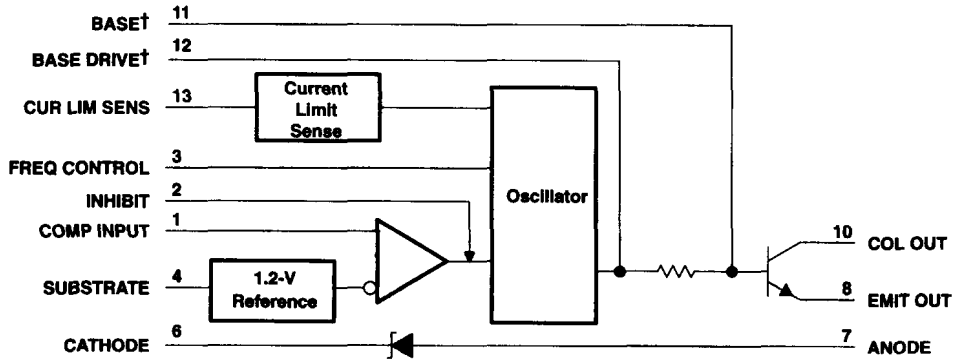 BASE† 11
BASE DRIVE† 12
CUR LIM SENS 13
Current
Limit
Sense
FREQ CONTROL 3
INHIBIT 2
COMP INPUT 1
Oscillator
SUBSTRATE 4
1.2-V
Reference
10 COL OUT
8 EMIT OUT
CATHODE 6
7 ANODE